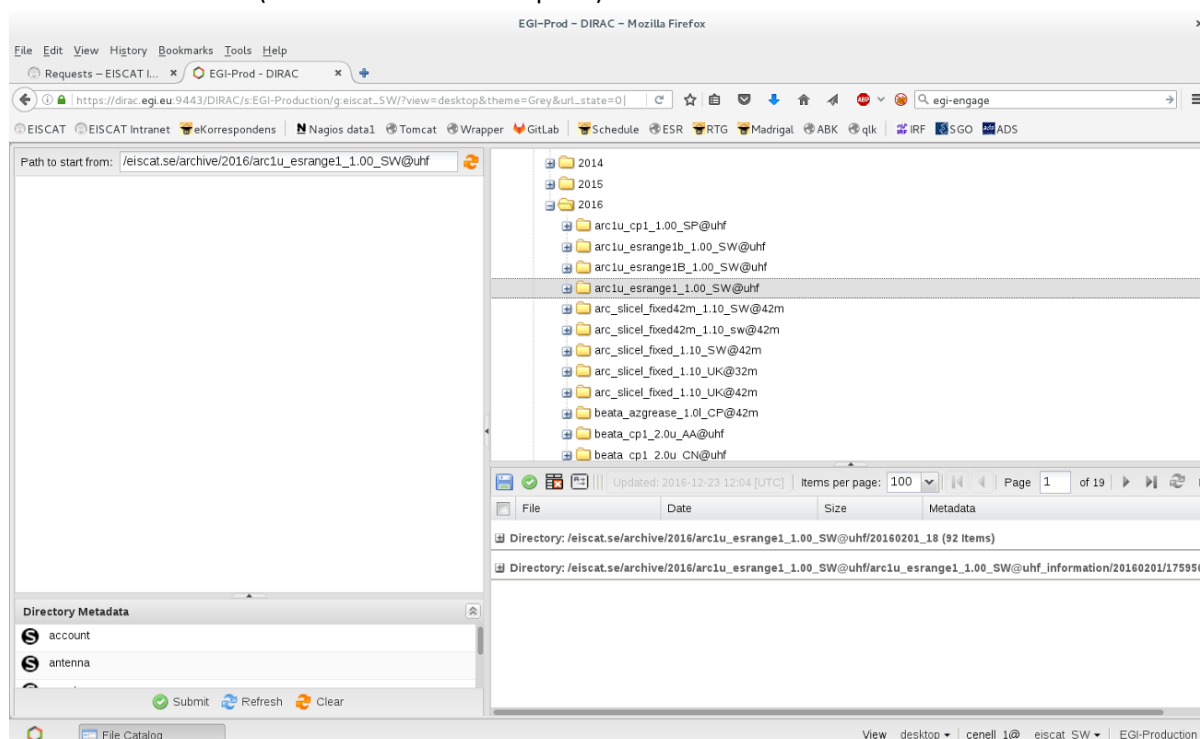 EGI-Prod - DIRAC - Mozilla Firefox
File Edit View History Bookmarks Tools Help
Requests – EISCAT I... × EGI-Prod - DIRAC ×
https://dirac.egi.eu:9443/DIRAC/s:EGI-Production/g:eiscat_SW/?view=desktop&theme=Grey&url_state=0| egi-engage
EISCAT EISCAT Intranet eKorrespondens Nagios data1 Tomcat Wrapper GitLab Schedule ESR RTG Madrigal ABK qlk IRF SGO ADS
Path to start from: /eiscat.se/archive/2016/arc1u_esrange1_1.00_SW@uhf
2014
2015
2016
arc1u_cp1_1.00_SP@uhf
arc1u_esrange1b_1.00_SW@uhf
arc1u_esrange1B_1.00_SW@uhf
arc1u_esrange1_1.00_SW@uhf
arc_slicel_fixed42m_1.10_SW@42m
arc_slicel_fixed42m_1.10_sw@42m
arc_slicel_fixed_1.10_SW@42m
arc_slicel_fixed_1.10_UK@32m
arc_slicel_fixed_1.10_UK@42m
beata_azgrease_1.0l_CP@42m
beata_cp1_2.0u_AA@uhf
beata_cp1_2.0u_CN@uhf
Updated: 2016-12-23 12:04 [UTC] Items per page: 100 Page 1 of 19
File Date Size Metadata
Directory: /eiscat.se/archive/2016/arc1u_esrange1_1.00_SW@uhf/20160201_18 (92 Items)
Directory: /eiscat.se/archive/2016/arc1u_esrange1_1.00_SW@uhf/arc1u_esrange1_1.00_SW@uhf_information/20160201/175956
Directory Metadata
account
antenna
Submit Refresh Clear
File Catalog
View desktop cenell_1@ eiscat_SW EGI-Production